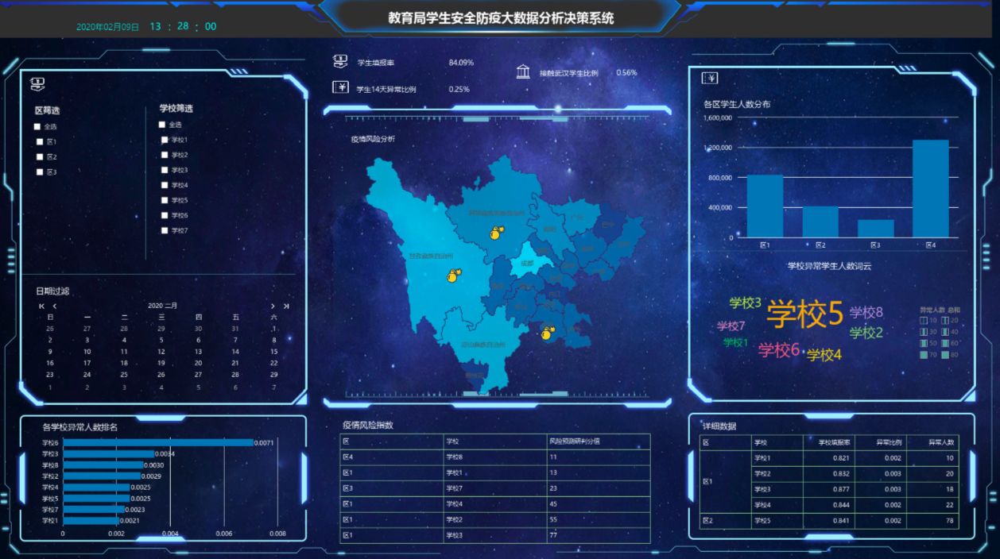 教育局学生安全防疫大数据分析决策系统
2020年02月09日 13 : 28 : 00
区筛选
全选
区1
区2
区3
学校筛选
全选
学校1
学校2
学校3
学校4
学校5
学校6
学校7
日期过滤
2020 二月
日 一 二 三 四 五 六
26 27 28 29 30 31 1
2 3 4 5 6 7 8
9 10 11 12 13 14 15
16 17 18 19 20 21 22
23 24 25 26 27 28 29
1 2 3 4 5 6 7
各学校异常人数排名
学校6 0.0071
学校3 0.0034
学校8 0.0030
学校2 0.0029
学校4 0.0025
学校5 0.0025
学校7 0.0023
学校1 0.0021
0 0.002 0.004 0.006 0.008
学生填报率 84.09%
学生14天异常比例 0.25%
接触武汉学生比例 0.56%
疫情风险分析
甘孜藏族自治州
成都
凉山彝族自治州
疫情风险指数
区 学校 风险预测研判分值
区4 学校8 11
区1 学校1 13
区3 学校7 23
区1 学校4 45
区1 学校2 55
区1 学校3 77
各区学生人数分布
1,600,000
1,200,000
800,000
400,000
0
区1 区2 区3 区4
学校异常学生人数词云
学校3
学校5
学校8
学校7
学校2
学校1
学校6
学校4
异常人数 总和
10 20
30 40
50 60
70 80
详细数据
区 学校 学校填报率 异常比例 异常人数
区1 学校1 0.821 0.002 10
学校2 0.832 0.003 20
学校3 0.877 0.003 18
学校4 0.844 0.002 22
区2 学校5 0.841 0.002 78